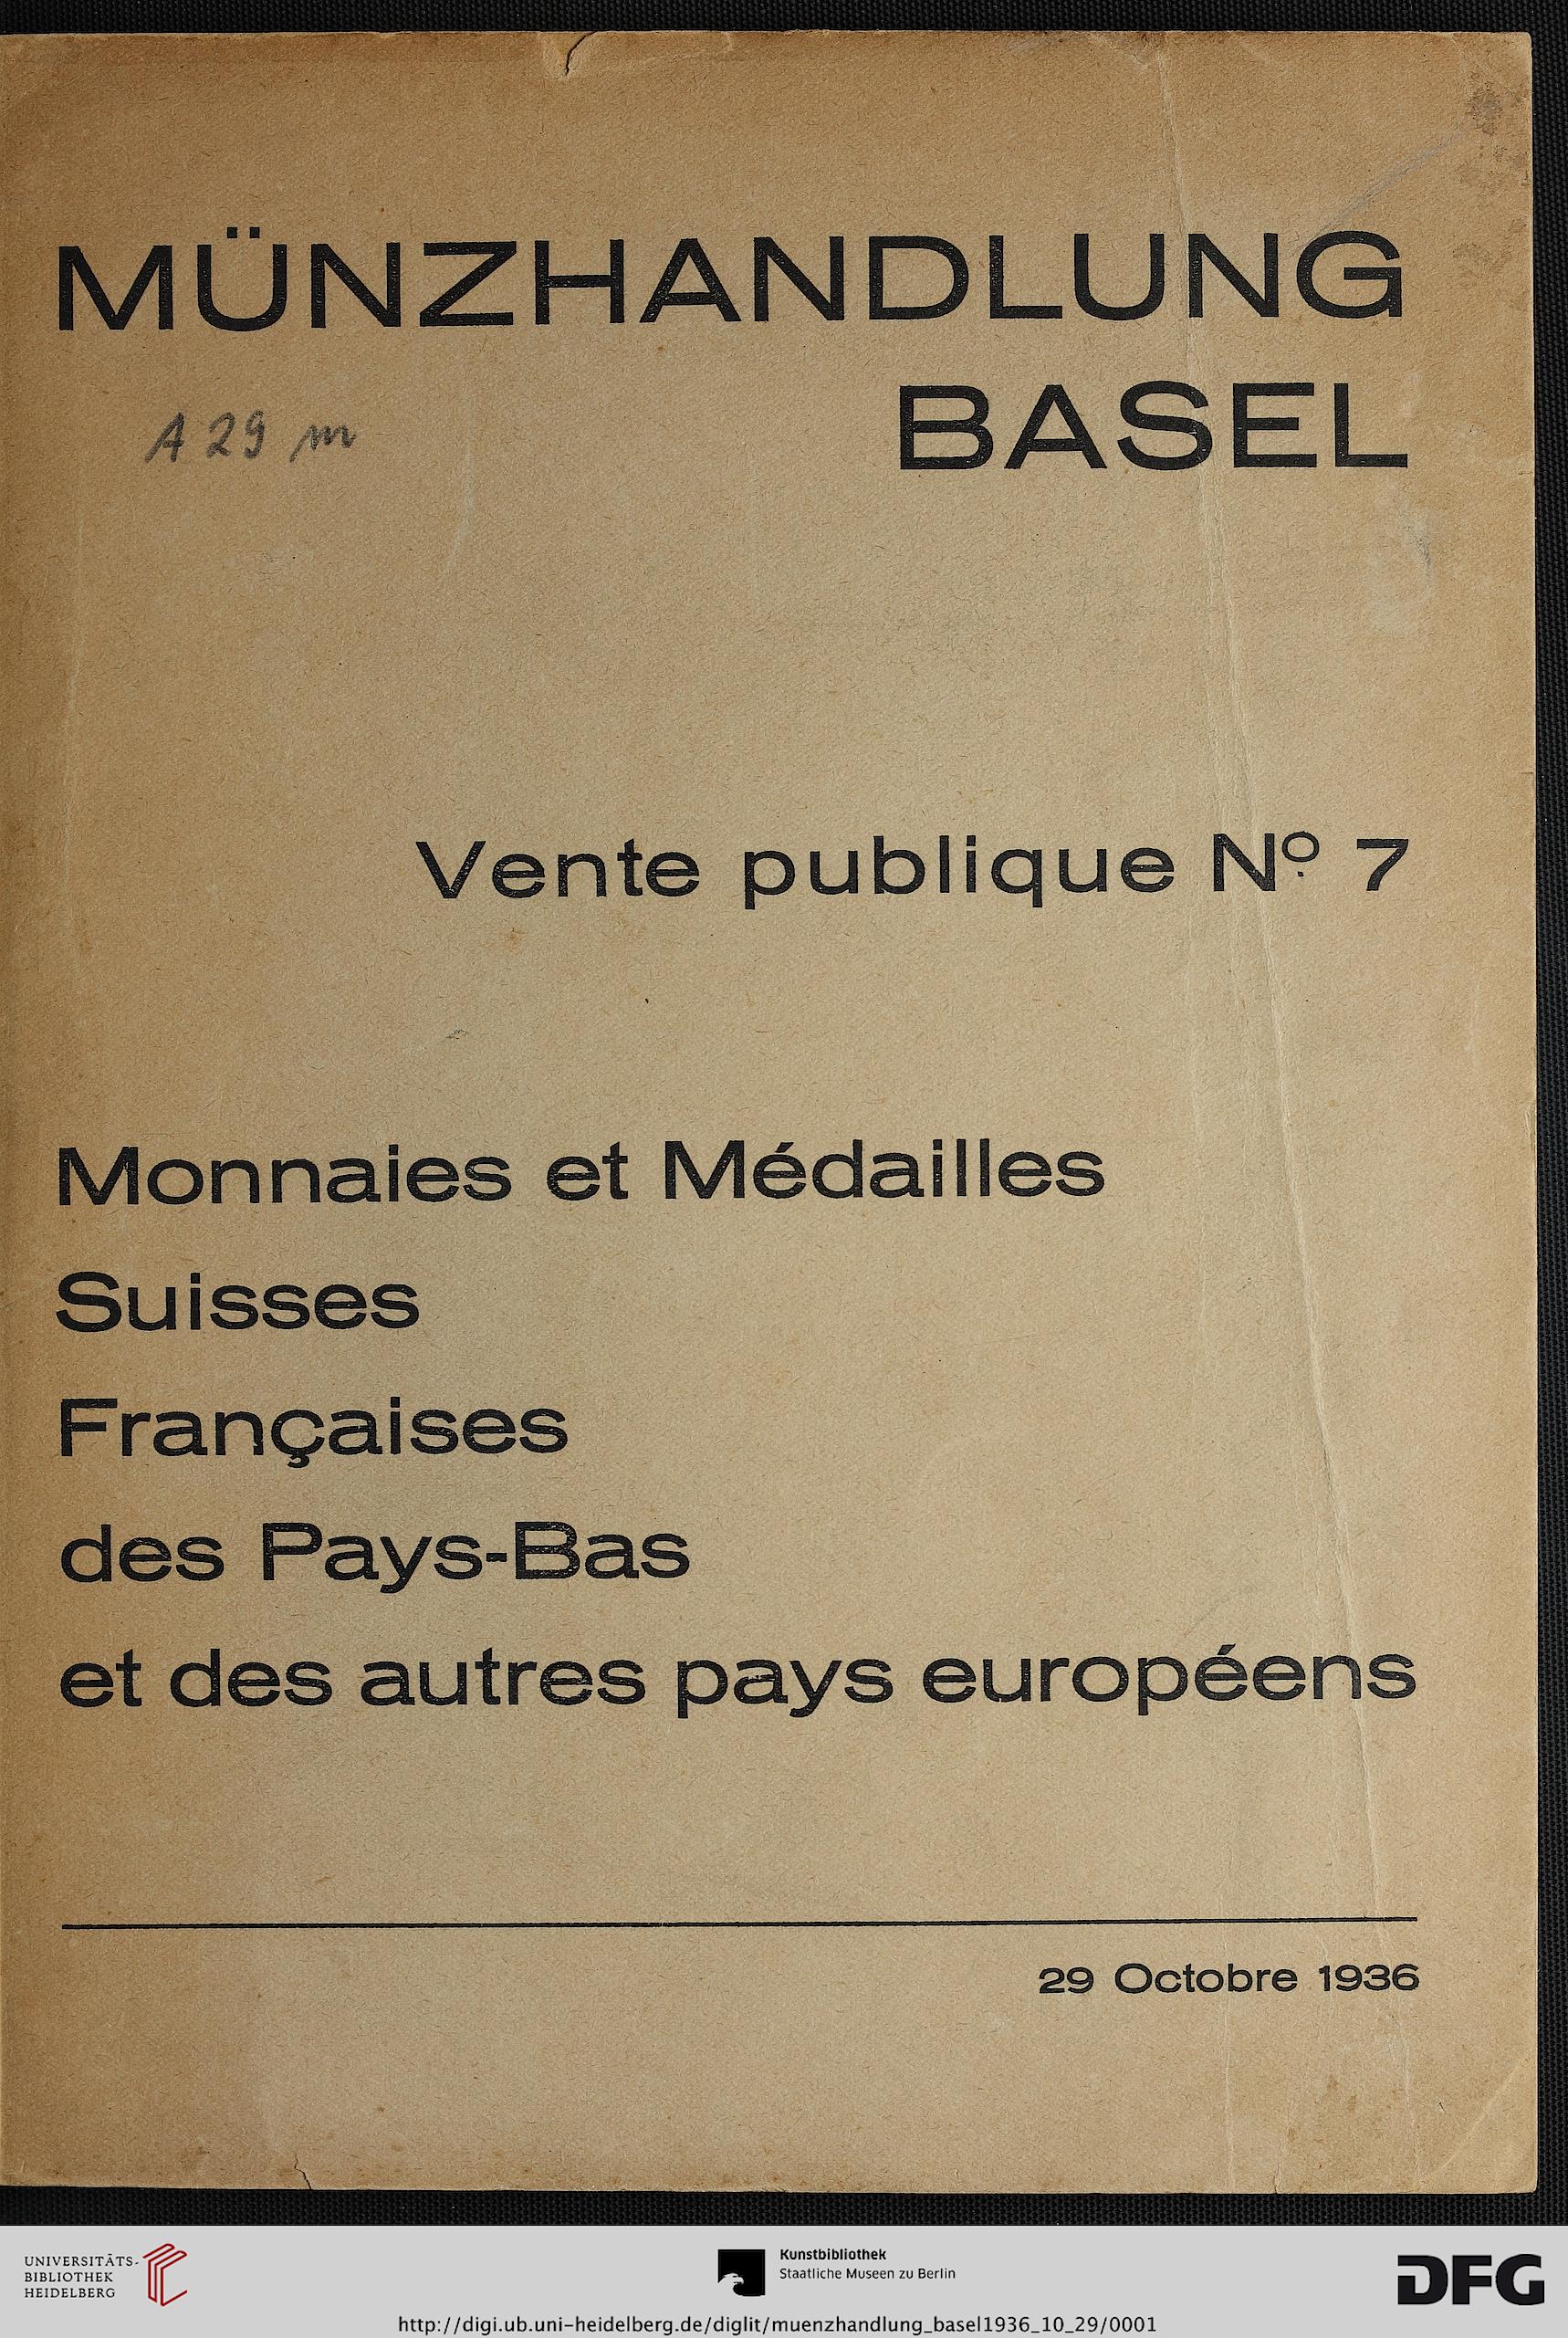 MÜNZHANDLUNG
BASEL
A 29 m
Vente publique Nº 7
Monnaies et Médailles
Suisses
Françaises
des Pays-Bas
et des autres pays européens
29 Octobre 1936
UNIVERSITÄTS-
BIBLIOTHEK
HEIDELBERG
Kunstbibliothek
Staatliche Museen zu Berlin
DFG
http://digi.ub.uni-heidelberg.de/diglit/muenzhandlung_basel1936_10_29/0001